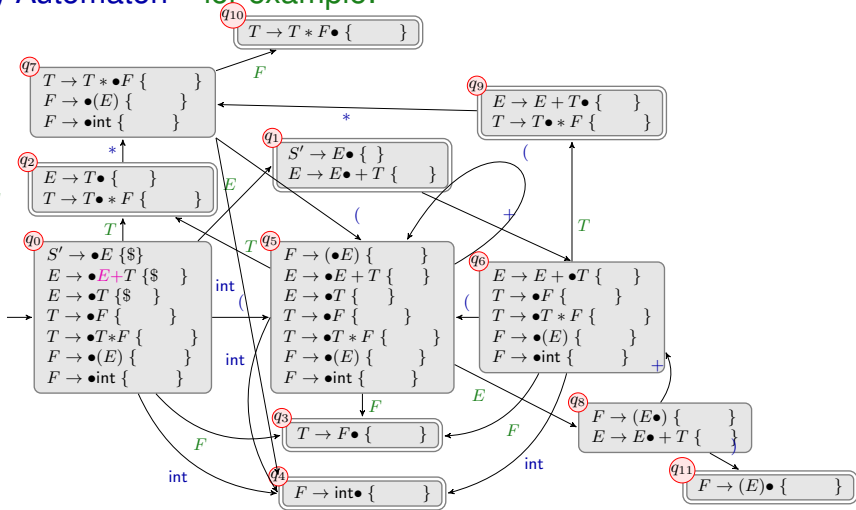 y Automaton – for example:
q10
T → T ∗ F• { }
q7
T → T ∗ •F { }
F → •(E) { }
F → •int { }
F
q9
E → E + T• { }
T → T• ∗ F { }
*
*
q1
S′ → E• { }
E → E• + T { }
(
q2
E → T• { }
T → T• ∗ F { }
E
(
+
T
T
T
q0
S′ → •E {$}
E → •E+T {$ }
E → •T {$ }
T → •F { }
T → •T∗F { }
F → •(E) { }
F → •int { }
int
(
int
q5
F → (•E) { }
E → •E + T { }
E → •T { }
T → •F { }
T → •T ∗ F { }
F → •(E) { }
F → •int { }
(
q6
E → E + •T { }
T → •F { }
T → •T ∗ F { }
F → •(E) { }
F → •int { }
+
E
F
q3
T → F• { }
F
F
q8
F → (E•) { }
E → E• + T { }
)
int
int
q4
F → int• { }
q11
F → (E)• { }